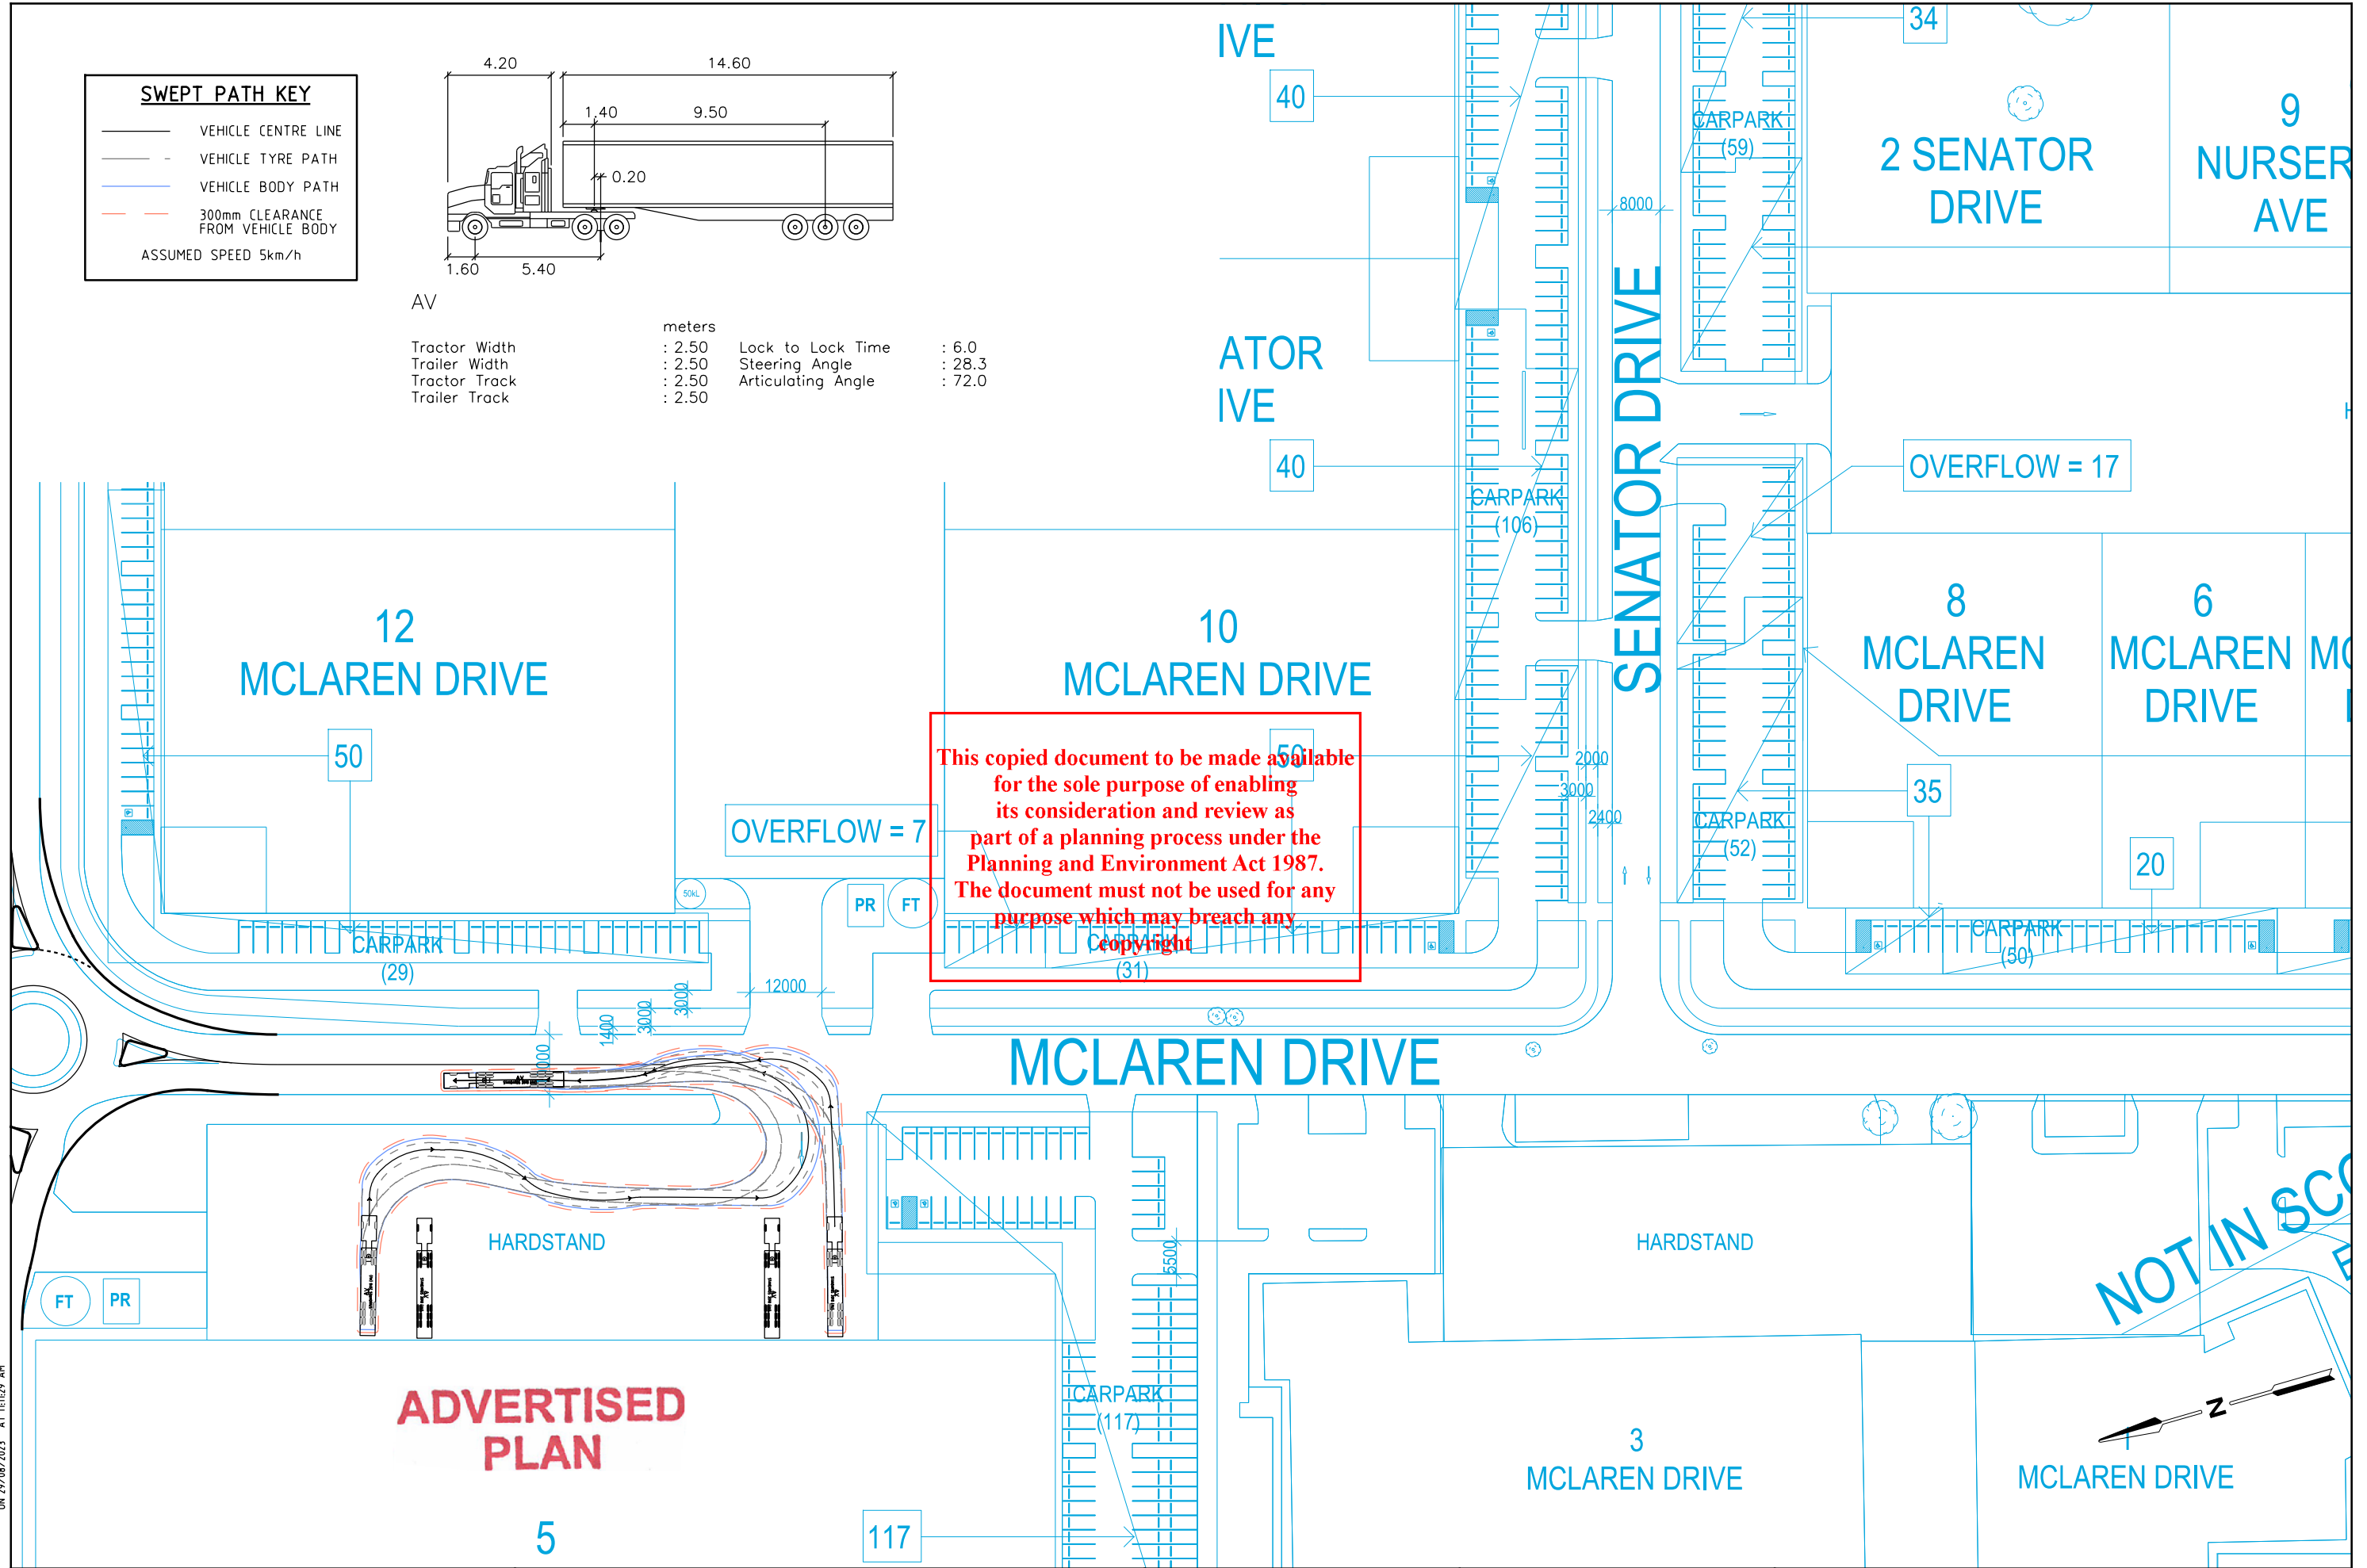 SWEPT PATH KEY
VEHICLE CENTRE LINE
VEHICLE TYRE PATH
VEHICLE BODY PATH
300mm CLEARANCE
FROM VEHICLE BODY
ASSUMED SPEED 5km/h
4.20
14.60
1.40
9.50
0.20
1.60
5.40
AV
meters
Tractor Width : 2.50 Lock to Lock Time : 6.0
Trailer Width : 2.50 Steering Angle : 28.3
Tractor Track : 2.50 Articulating Angle : 72.0
Trailer Track : 2.50
IVE
40
ATOR
IVE
40
34
CARPARK
(59)
2 SENATOR
DRIVE
9
NURSER
AVE
8000
SENATOR DRIVE
OVERFLOW = 17
CARPARK
(106)
12
MCLAREN DRIVE
50
10
MCLAREN DRIVE
50
8
MCLAREN
DRIVE
6
MCLAREN
DRIVE
2000
3000
2400
35
CARPARK
(52)
20
OVERFLOW = 7
This copied document to be made available
for the sole purpose of enabling
its consideration and review as
part of a planning process under the
Planning and Environment Act 1987.
The document must not be used for any
purpose which may breach any
copyright
50kL
PR
FT
CARPARK
(29)
CARPARK
(31)
CARPARK
(50)
12000
3000
3000
1400
MCLAREN DRIVE
HARDSTAND
FT
PR
5500
HARDSTAND
NOT IN SCO
ADVERTISED
PLAN
5
CARPARK
(117)
117
3
MCLAREN DRIVE
N
1
MCLAREN DRIVE